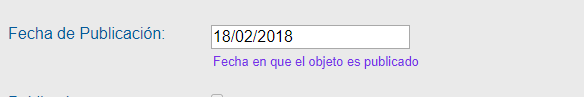 Fecha de Publicación:
18/02/2018
Fecha en que el objeto es publicado